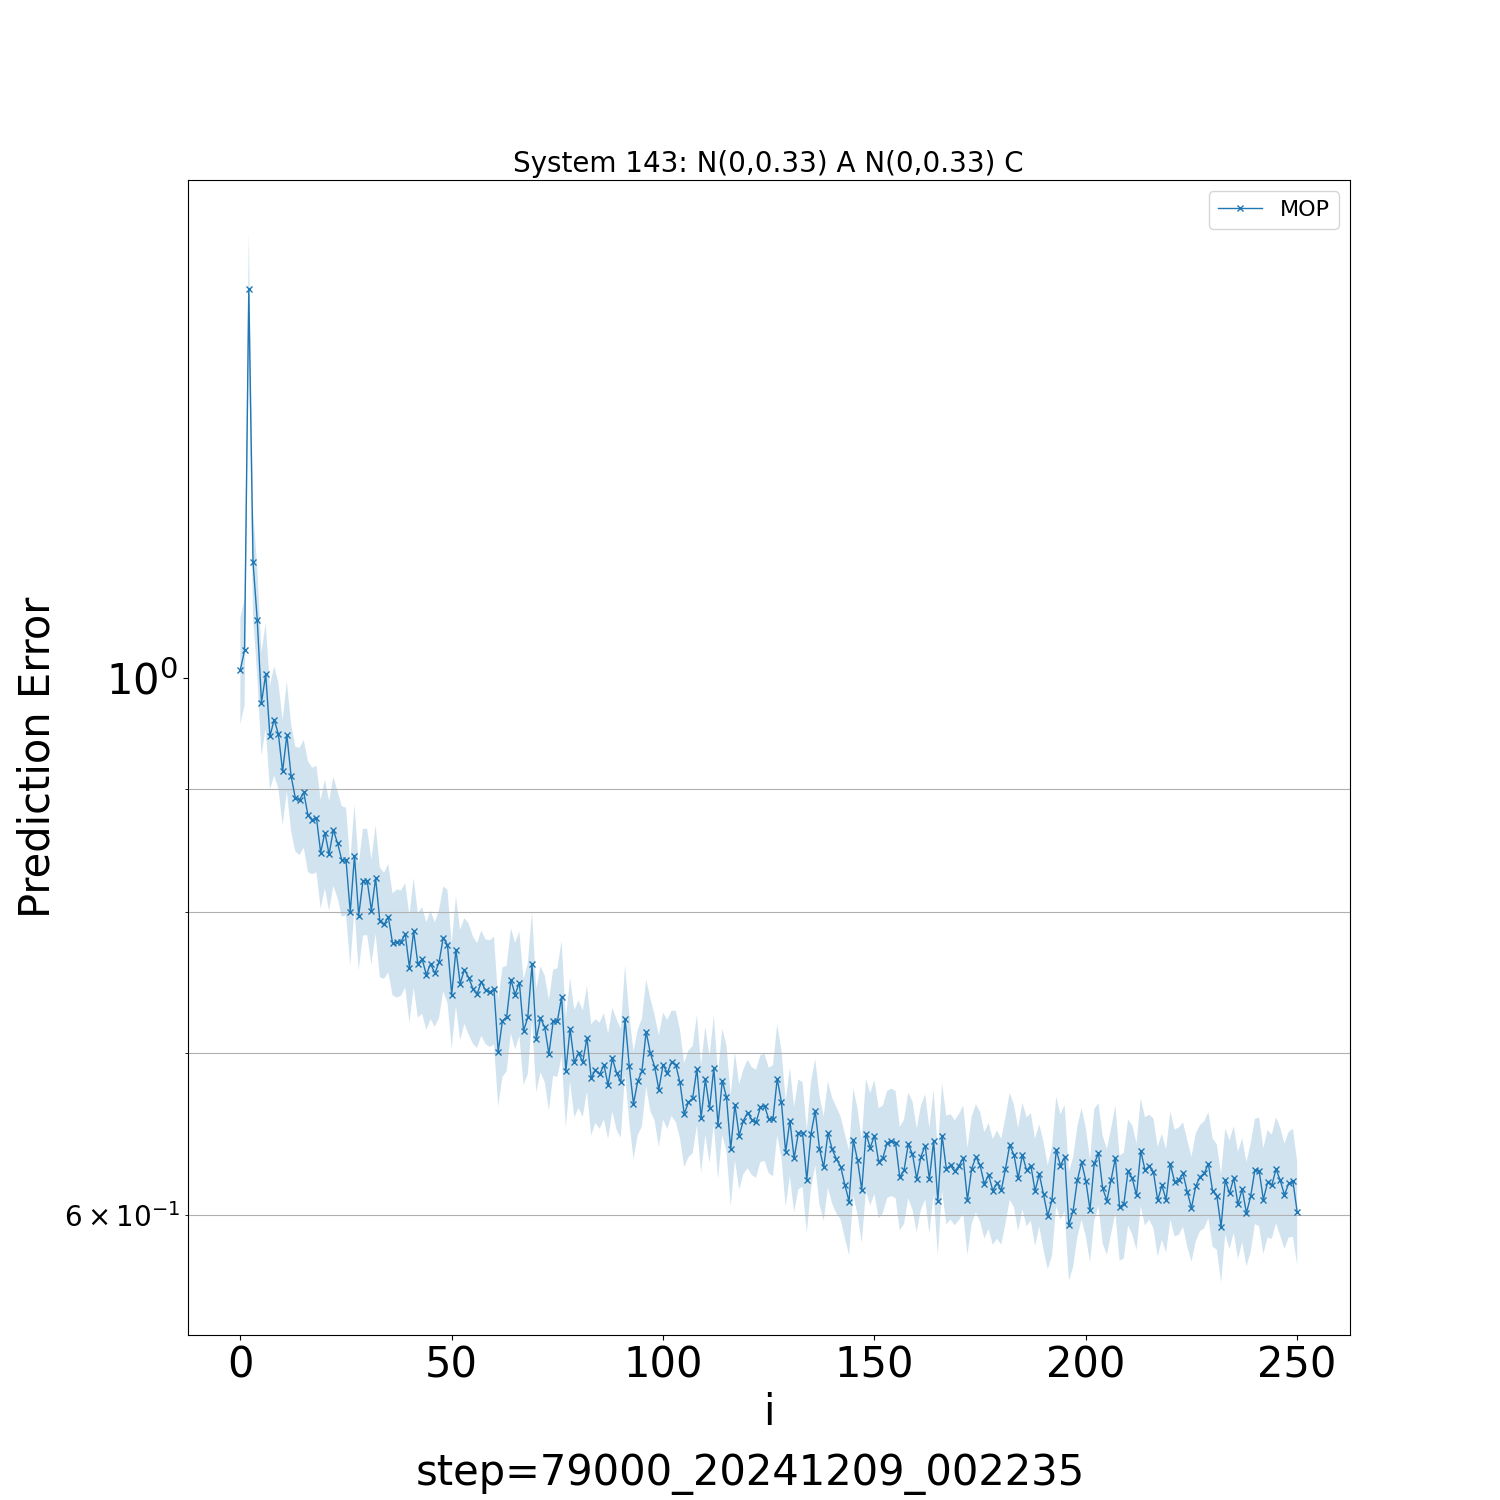 System 143: N(0,0.33) A N(0,0.33) C
MOP
Prediction Error
10⁰
6 × 10⁻¹
0 50 100 150 200 250
i
step=79000_20241209_002235